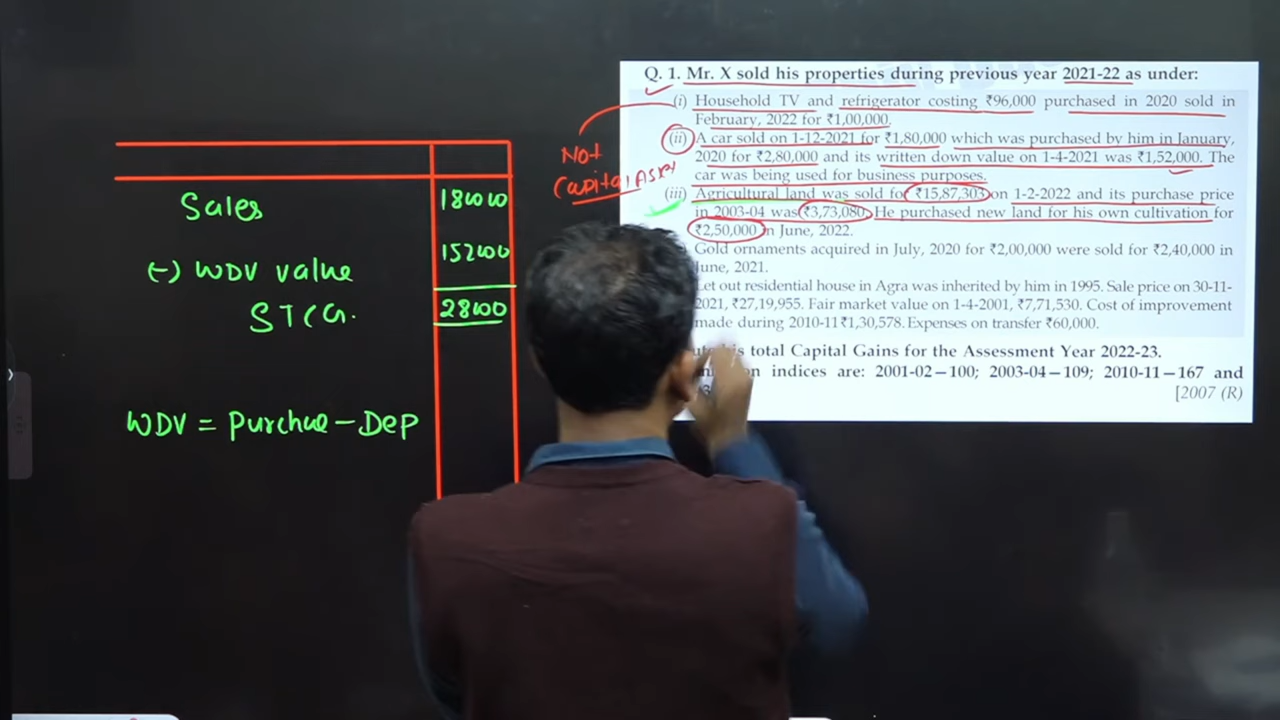 Sales 180000
(-) WDV value 152000
STCG. 28000
WDV = Purchase - Dep
Not
Capital Asset
Q. 1. Mr. X sold his properties during previous year 2021-22 as under:
(i) Household TV and refrigerator costing ₹96,000 purchased in 2020 sold in
February, 2022 for ₹1,00,000.
(ii) A car sold on 1-12-2021 for ₹1,80,000 which was purchased by him in January,
2020 for ₹2,80,000 and its written down value on 1-4-2021 was ₹1,52,000. The
car was being used for business purposes.
(iii) Agricultural land was sold for ₹15,87,303 on 1-2-2022 and its purchase price
in 2003-04 was ₹3,73,080. He purchased new land for his own cultivation for
₹2,50,000 in June, 2022.
Gold ornaments acquired in July, 2020 for ₹2,00,000 were sold for ₹2,40,000 in
June, 2021.
Let out residential house in Agra was inherited by him in 1995. Sale price on 30-11-
2021, ₹27,19,955. Fair market value on 1-4-2001, ₹7,71,530. Cost of improvement
made during 2010-11 ₹1,30,578. Expenses on transfer ₹60,000.
total Capital Gains for the Assessment Year 2022-23.
indices are: 2001-02—100; 2003-04—109; 2010-11—167 and
[2007 (R)